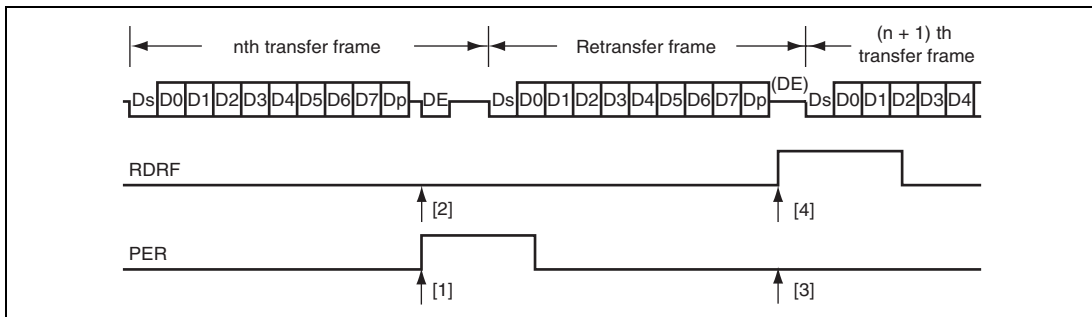 nth transfer frame
Retransfer frame
(n + 1) th
transfer frame
Ds D0 D1 D2 D3 D4 D5 D6 D7 Dp DE Ds D0 D1 D2 D3 D4 D5 D6 D7 Dp (DE) Ds D0 D1 D2 D3 D4
RDRF
[2] [4]
PER
[1] [3]